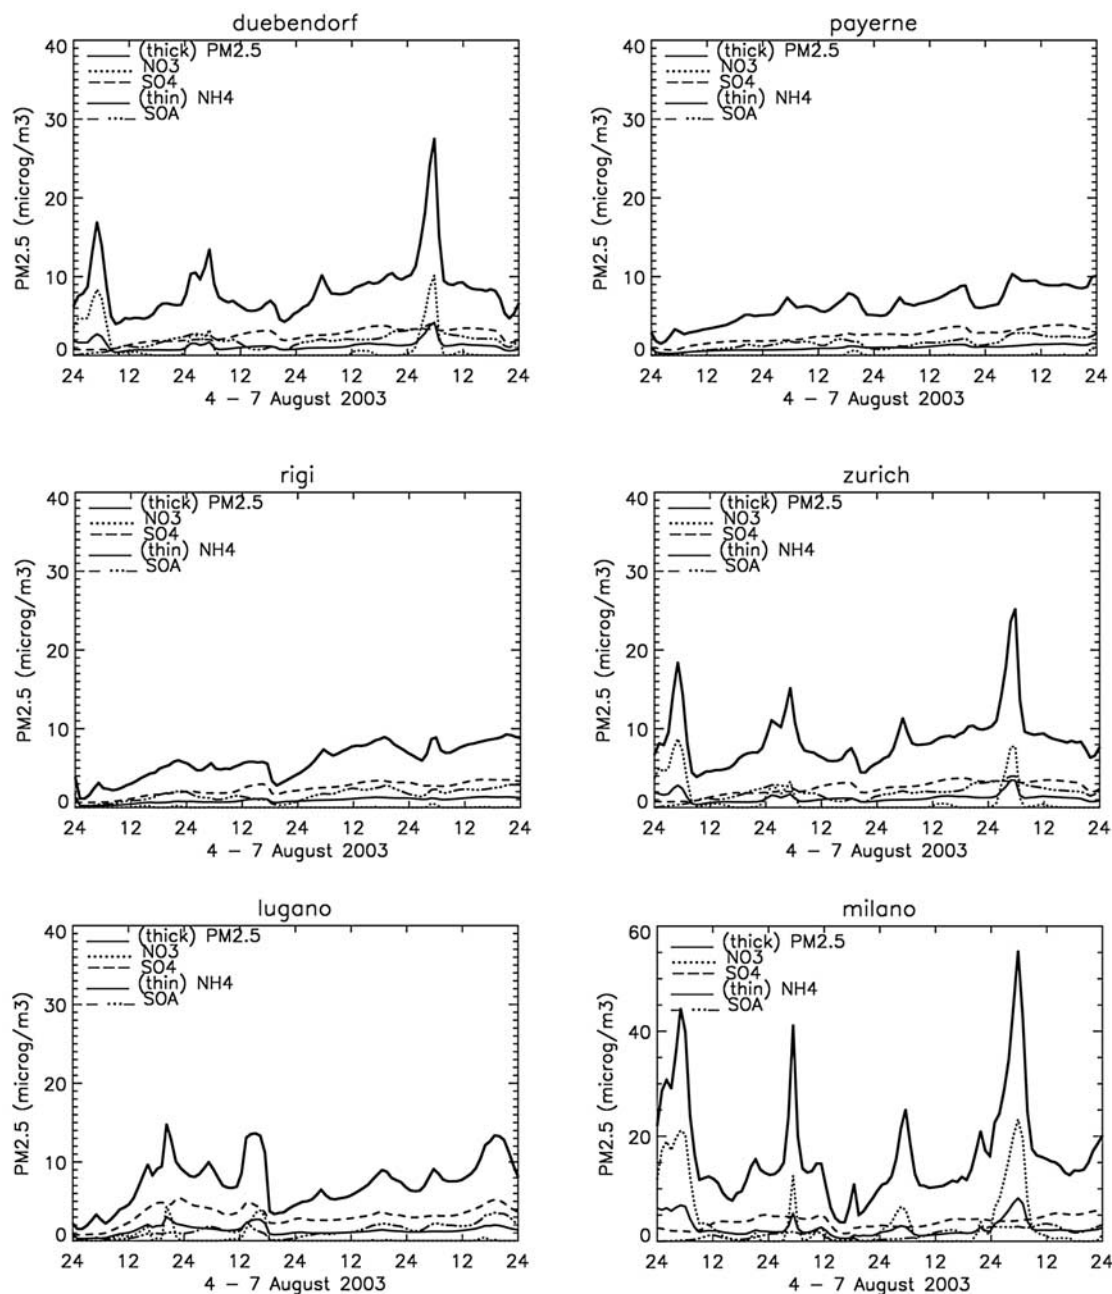 duebendorf
40
30
20
10
0
PM2.5 (microg/m3)
(thick) PM2.5
NO3
SO4
(thin) NH4
SOA
24 12 24 12 24 12 24 12 24
4 – 7 August 2003
payerne
40
30
20
10
0
PM2.5 (microg/m3)
(thick) PM2.5
NO3
SO4
(thin) NH4
SOA
24 12 24 12 24 12 24 12 24
4 – 7 August 2003
rigi
40
30
20
10
0
PM2.5 (microg/m3)
(thick) PM2.5
NO3
SO4
(thin) NH4
SOA
24 12 24 12 24 12 24 12 24
4 – 7 August 2003
zurich
40
30
20
10
0
PM2.5 (microg/m3)
(thick) PM2.5
NO3
SO4
(thin) NH4
SOA
24 12 24 12 24 12 24 12 24
4 – 7 August 2003
lugano
40
30
20
10
0
PM2.5 (microg/m3)
(thick) PM2.5
NO3
SO4
(thin) NH4
SOA
24 12 24 12 24 12 24 12 24
4 – 7 August 2003
milano
60
40
20
0
PM2.5 (microg/m3)
(thick) PM2.5
NO3
SO4
(thin) NH4
SOA
24 12 24 12 24 12 24 12 24
4 – 7 August 2003